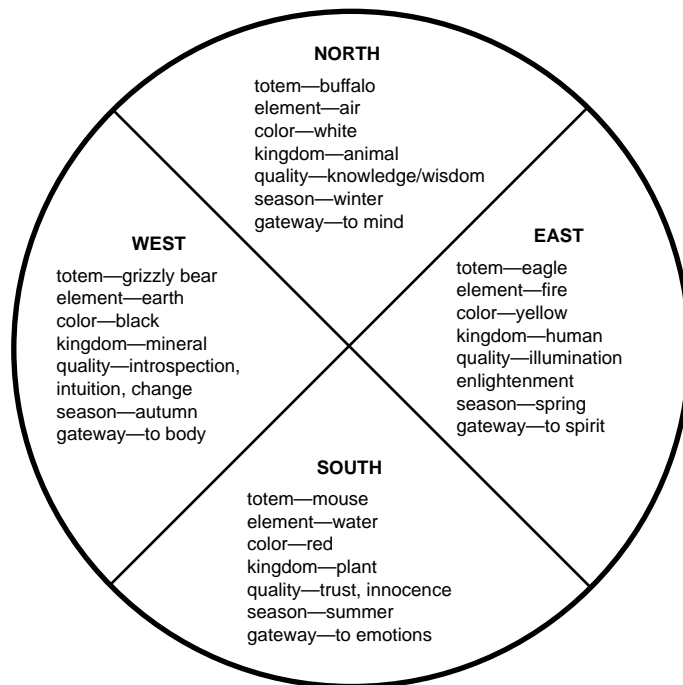 NORTH
totem—buffalo
element—air
color—white
kingdom—animal
quality—knowledge/wisdom
season—winter
gateway—to mind
WEST
totem—grizzly bear
element—earth
color—black
kingdom—mineral
quality—introspection,
intuition, change
season—autumn
gateway—to body
EAST
totem—eagle
element—fire
color—yellow
kingdom—human
quality—illumination
enlightenment
season—spring
gateway—to spirit
SOUTH
totem—mouse
element—water
color—red
kingdom—plant
quality—trust, innocence
season—summer
gateway—to emotions